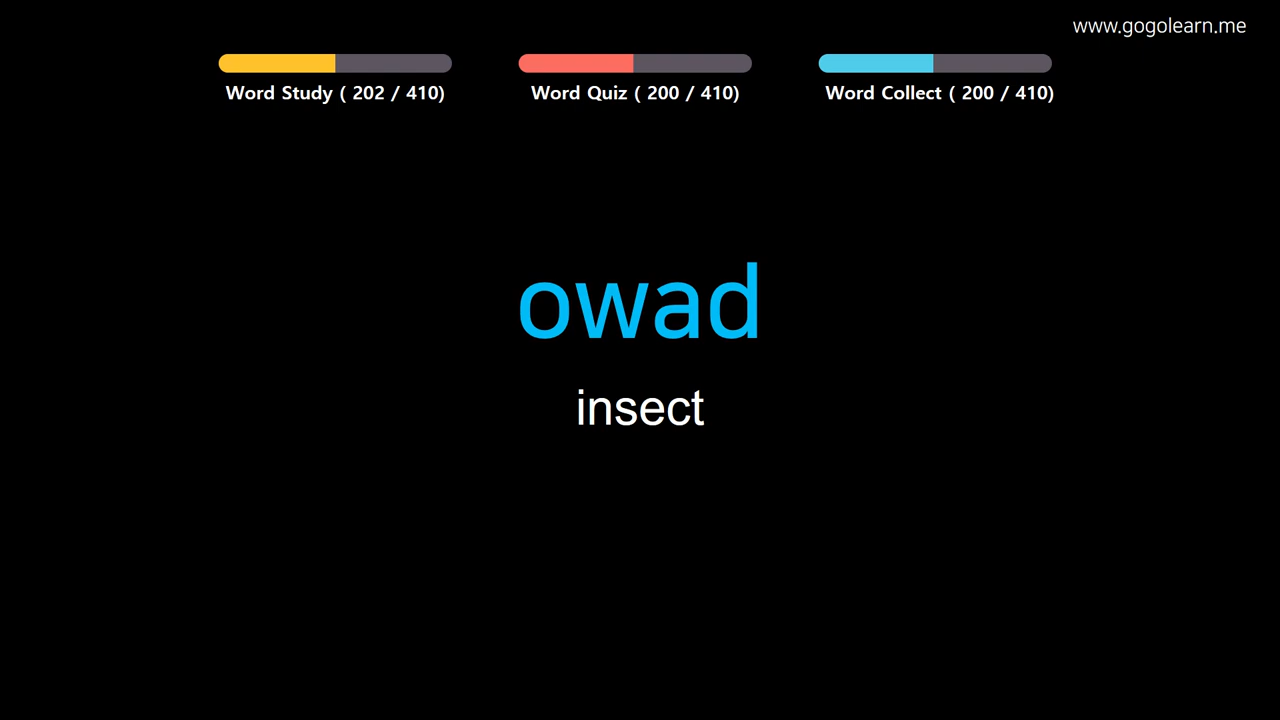 www.gogolearn.me
Word Study ( 202 / 410)
Word Quiz ( 200 / 410)
Word Collect ( 200 / 410)
owad
insect